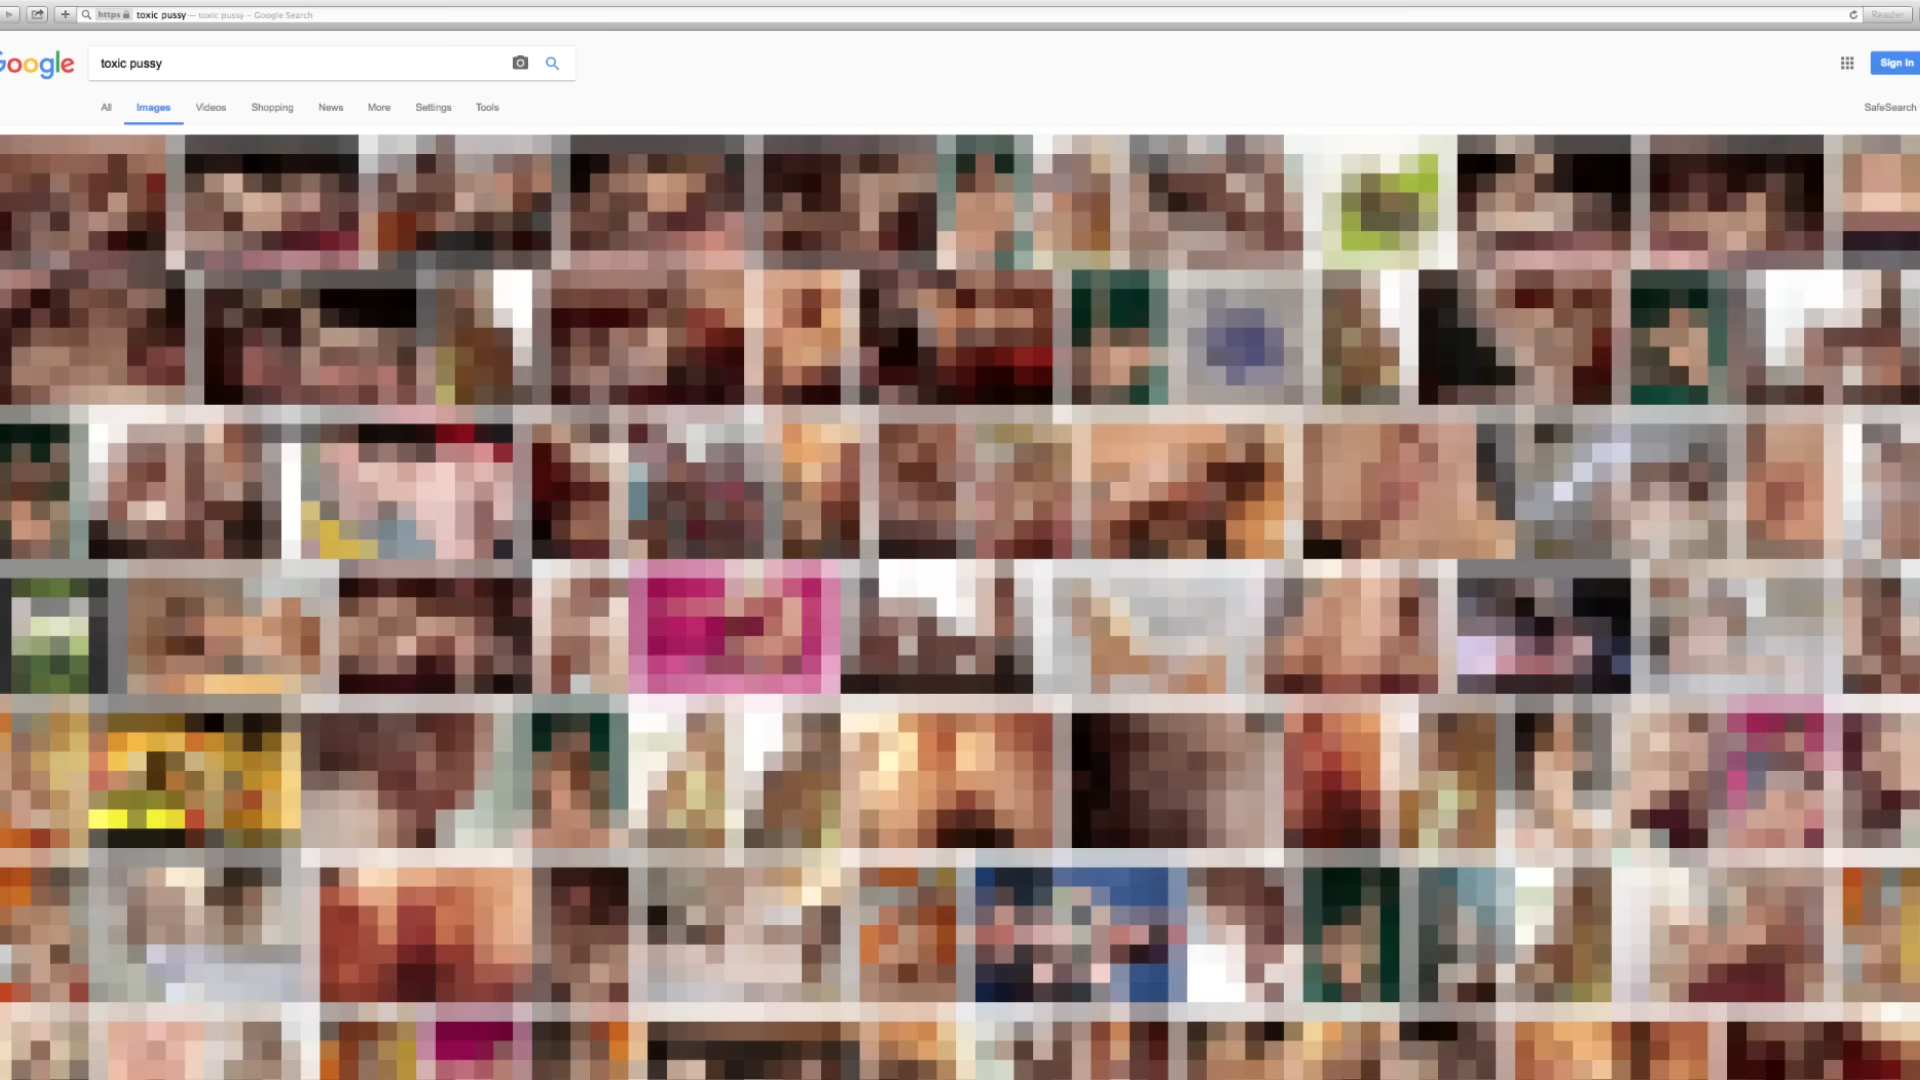 https toxic pussy — toxic pussy – Google Search Reader
Google toxic pussy Sign In
All Images Videos Shopping News More Settings Tools SafeSearch